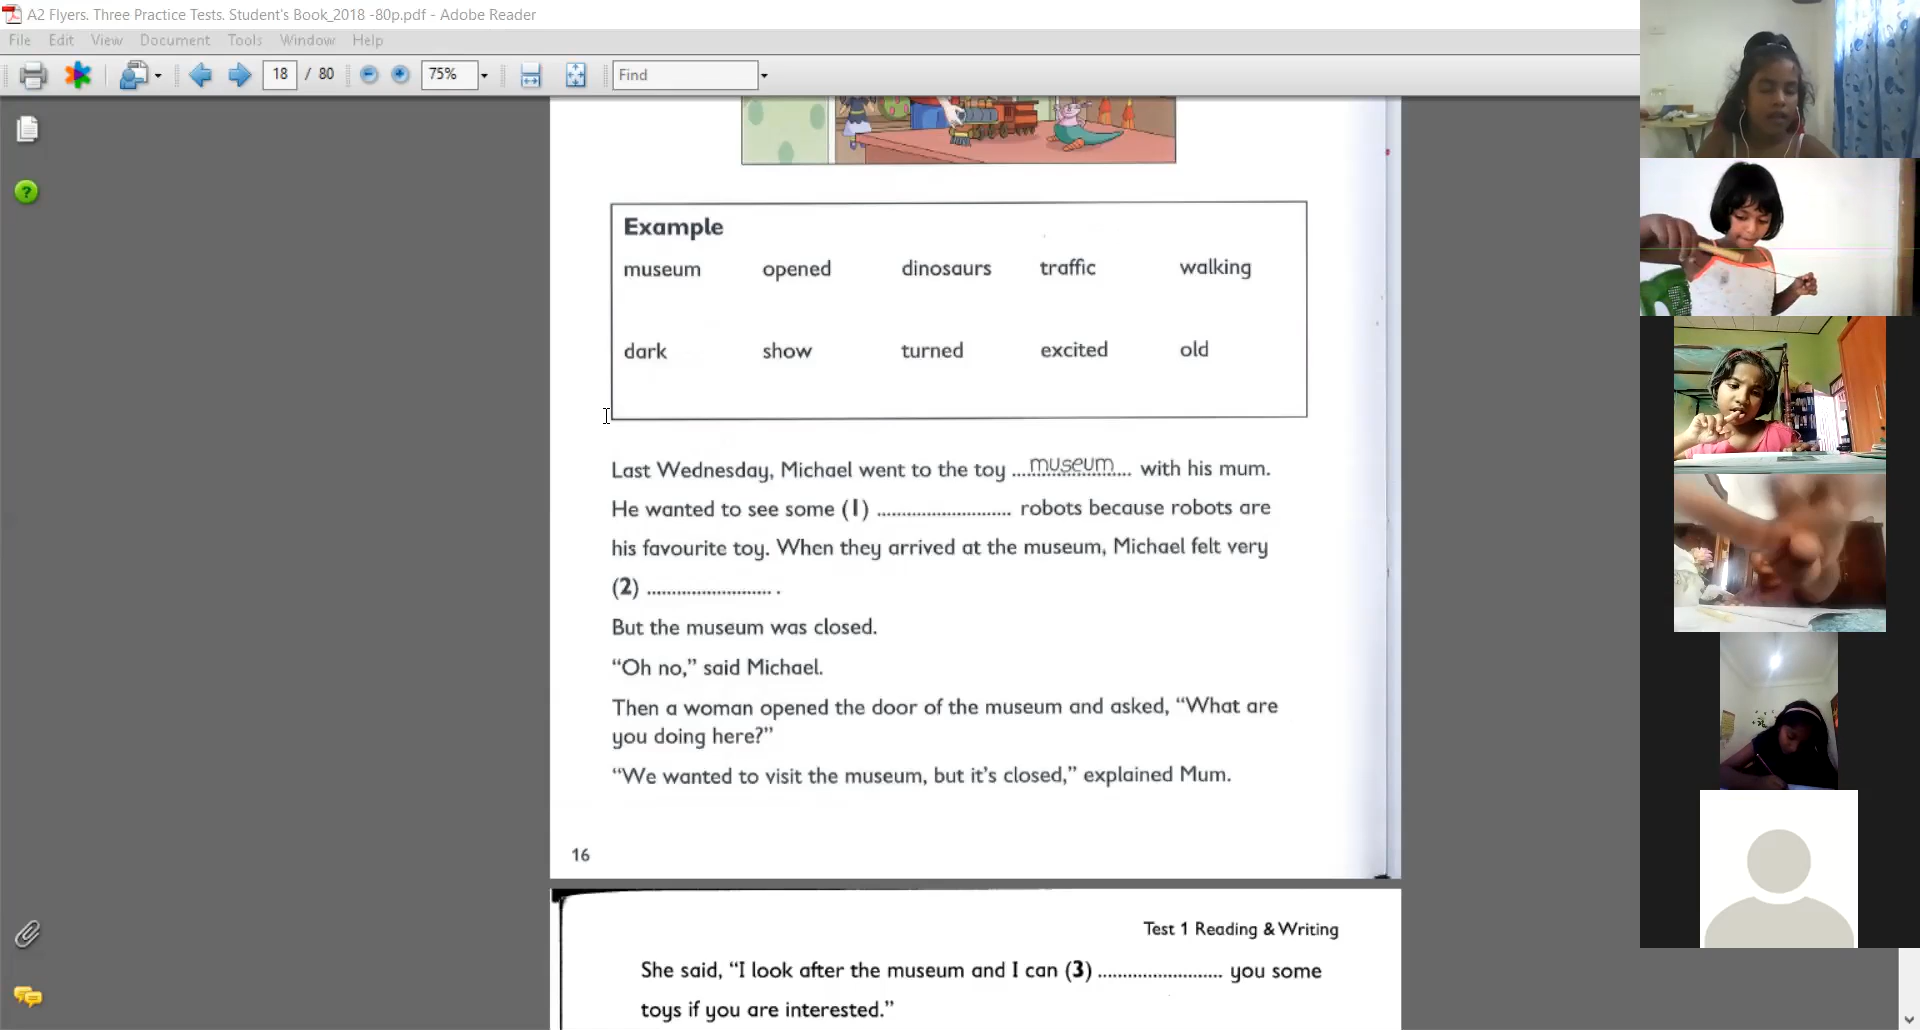 A2 Flyers. Three Practice Tests. Student's Book_2018 -80p.pdf - Adobe Reader
File Edit View Document Tools Window Help
18 / 80 75% Find
Example
museum opened dinosaurs traffic walking
dark show turned excited old
Last Wednesday, Michael went to the toy ....museum.... with his mum.
He wanted to see some (1) .......................... robots because robots are
his favourite toy. When they arrived at the museum, Michael felt very
(2) ......................... .
But the museum was closed.
“Oh no,” said Michael.
Then a woman opened the door of the museum and asked, “What are
you doing here?”
“We wanted to visit the museum, but it’s closed,” explained Mum.
16
Test 1 Reading & Writing
She said, “I look after the museum and I can (3) ......................... you some
toys if you are interested.”